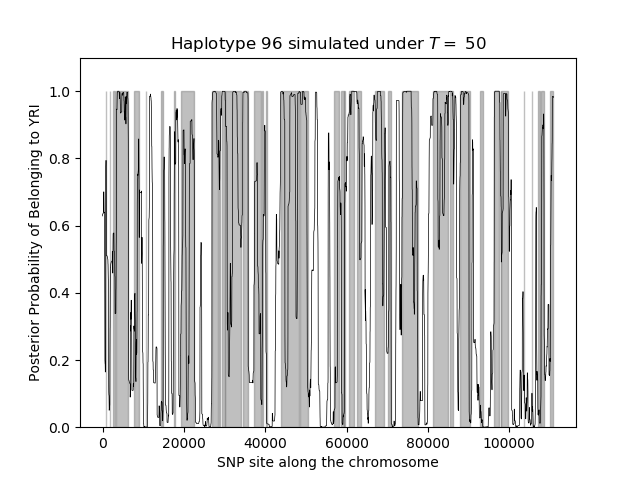 Haplotype 96 simulated under T = 50
Posterior Probability of Belonging to YRI
1.0
0.8
0.6
0.4
0.2
0.0
0 20000 40000 60000 80000 100000
SNP site along the chromosome